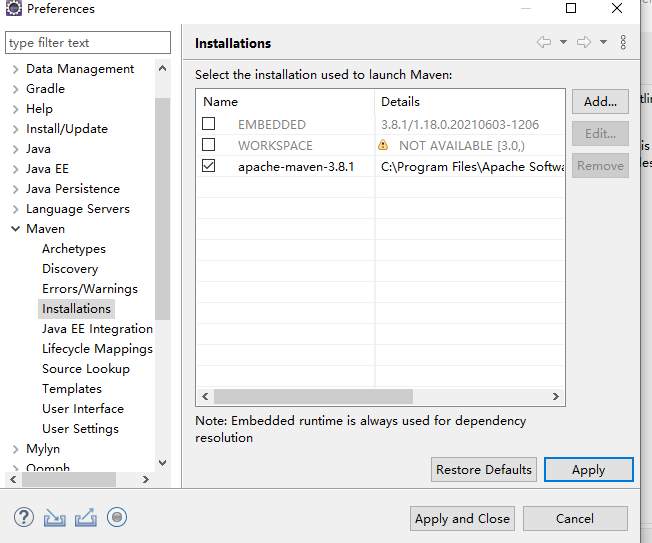 Preferences
type filter text
Data Management
Gradle
Help
Install/Update
Java
Java EE
Java Persistence
Language Servers
Maven
Archetypes
Discovery
Errors/Warnings
Installations
Java EE Integration
Lifecycle Mappings
Source Lookup
Templates
User Interface
User Settings
Mylyn
Oomph
Installations
Select the installation used to launch Maven:
Name Details
EMBEDDED 3.8.1/1.18.0.20210603-1206
WORKSPACE NOT AVAILABLE [3.0,)
apache-maven-3.8.1 C:\Program Files\Apache Softwa
Add...
Edit...
Remove
Note: Embedded runtime is always used for dependency
resolution
Restore Defaults Apply
Apply and Close Cancel